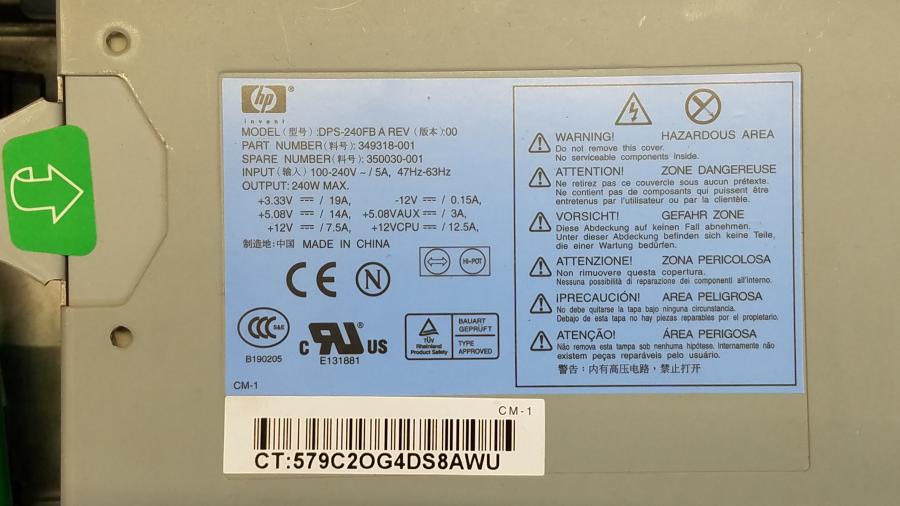 hp ®
invent
MODEL (型号) :DPS-240FB A REV (版本):00
PART NUMBER (料号): 349318-001
SPARE NUMBER (料号): 350030-001
INPUT (输入) 100-240V ~ / 5A, 47Hz-63Hz
OUTPUT: 240W MAX.
+3.33V ⎓ / 19A, -12V ⎓ / 0.15A,
+5.08V ⎓ / 14A, +5.08VAUX ⎓ / 3A,
+12V ⎓ / 7.5A, +12VCPU ⎓ / 12.5A,
制造地:中国 MADE IN CHINA
CE N HI-POT
CCC S&E
B190205
c RU ® US
E131881
TÜV
Rheinland
Product Safety
BAUART
GEPRÜFT
TYPE
APPROVED
CM-1
WARNING! HAZARDOUS AREA
Do not remove this cover.
No serviceable components inside.
ATTENTION! ZONE DANGEREUSE
Ne retirez pas ce couvercle sous aucun prétexte.
Ne contient pas de composants qui puissent être
entretenus par l'utilisateur ou par la clientèle.
VORSICHT! GEFAHR ZONE
Diese Abdeckung auf keinen Fall abnehmen.
Unter dieser Abdeckung befinden sich keine Teile,
die einer Wartung bedürfen.
ATTENZIONE! ZONA PERICOLOSA
Non rimuovere questa copertura.
Nessuna possibilità di reparazione dei componenti all'interno.
¡PRECAUCIÓN! AREA PELIGROSA
No debe quitarse la tapa bajo ninguna circunstancia.
Debajo de esta tapa no hay piezas reparables por el propietario.
ATENÇÃO! ÁREA PERIGOSA
Não remova esta tampa sob nenhuma hipótese. Internamente não
existem peças reparáveis pelo usuário.
警告：内有高压电路，禁止打开
CM-1
CT:579C2OG4DS8AWU